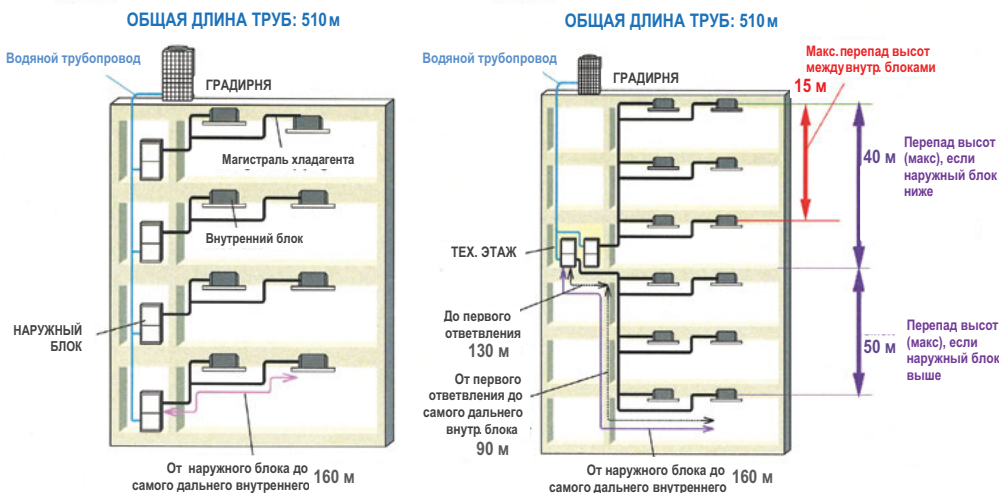 ОБЩАЯ ДЛИНА ТРУБ: 510 м
Водяной трубопровод
ГРАДИРНЯ
Магистраль хладагента
Внутренний блок
НАРУЖНЫЙ
БЛОК
От наружного блока до
самого дальнего внутреннего 160 м
ОБЩАЯ ДЛИНА ТРУБ: 510 м
Водяной трубопровод
ГРАДИРНЯ
Макс. перепад высот
между внутр. блоками
15 м
40 м
Перепад высот
(макс), если
наружный блок
ниже
ТЕХ. ЭТАЖ
До первого
ответвления
130 м
От первого
ответвления до
самого дальнего
внутр. блока
90 м
50 м
Перепад высот
(макс), если
наружный блок
выше
От наружного блока до
самого дальнего внутреннего 160 м